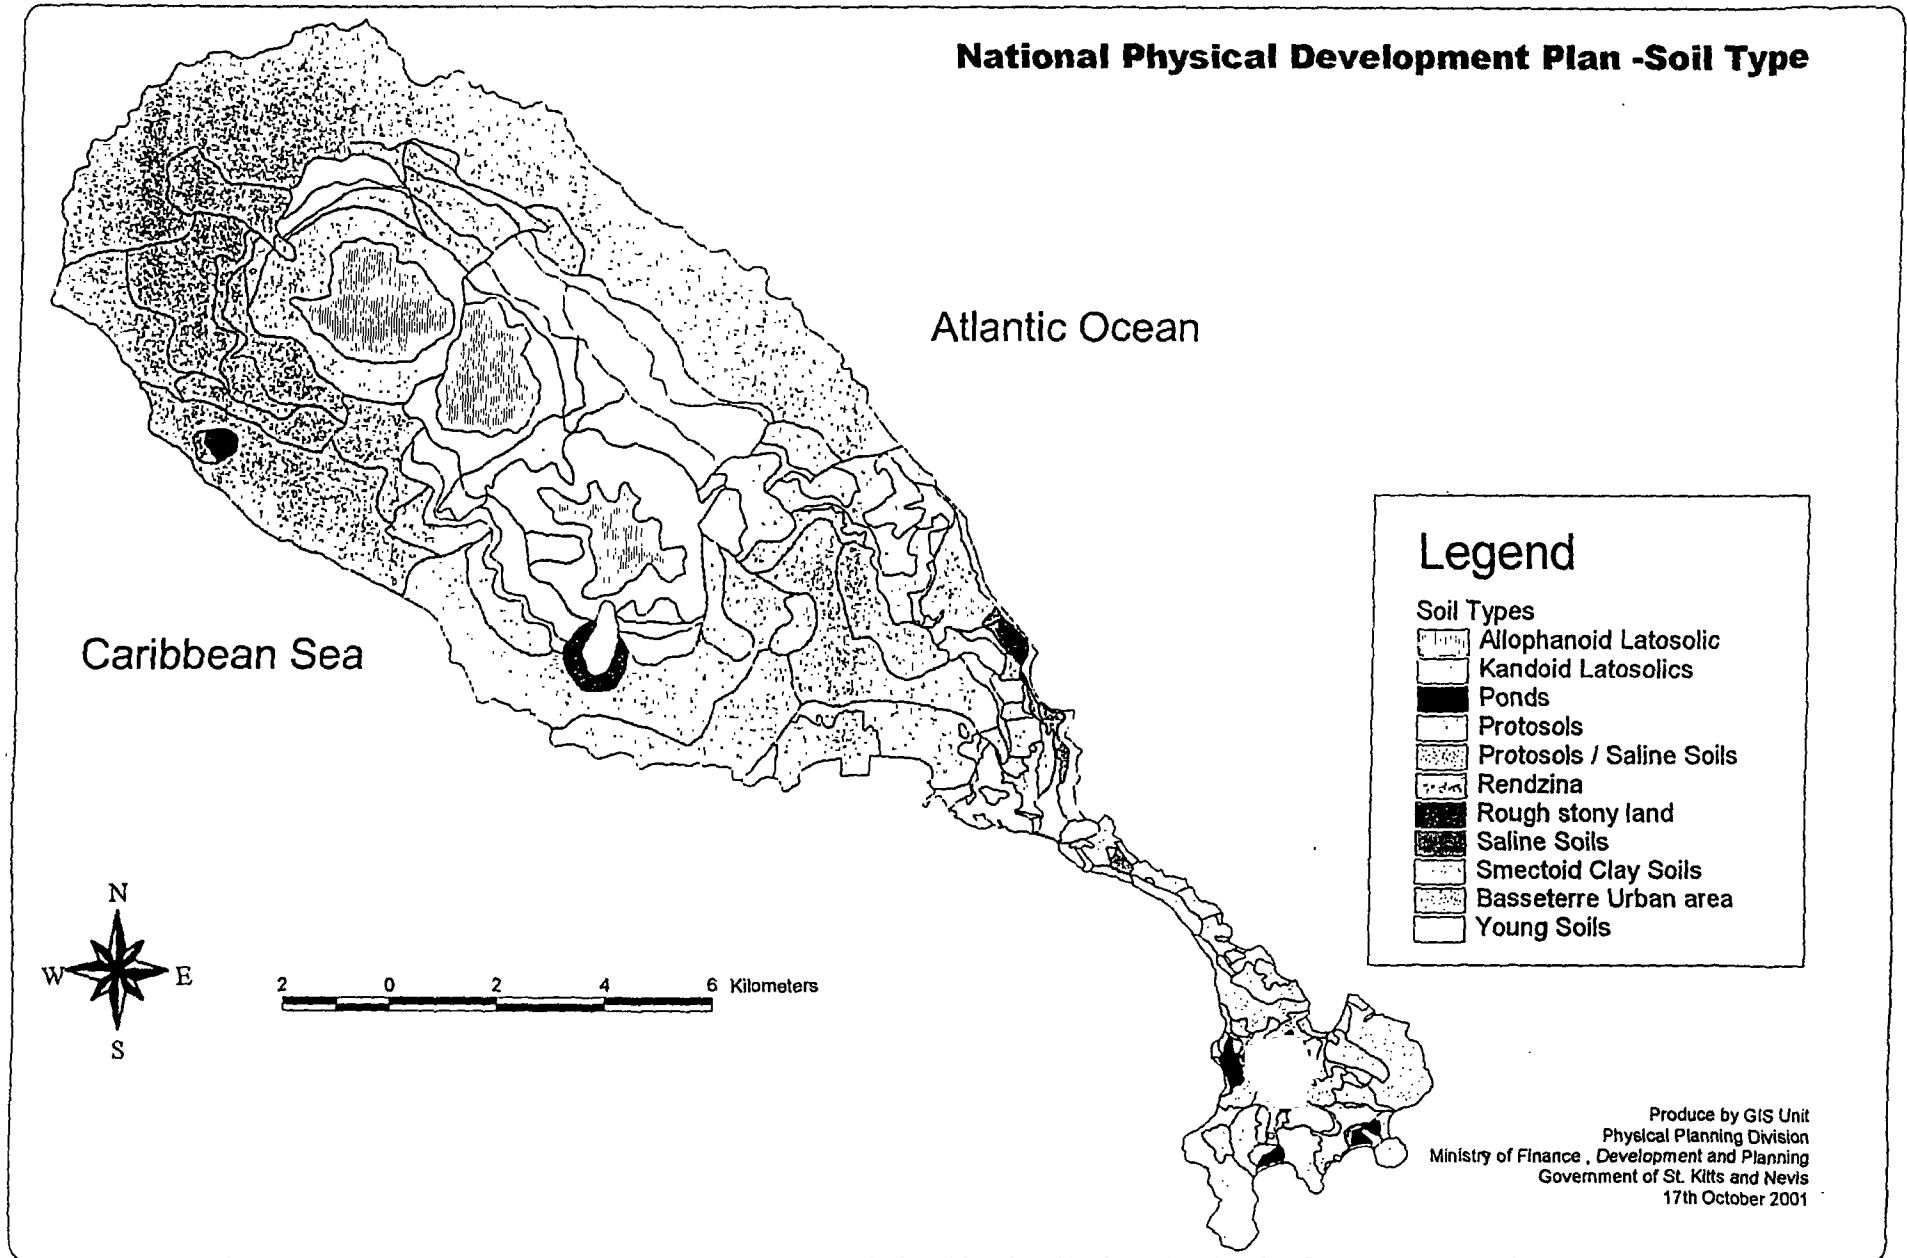 National Physical Development Plan -Soil Type
Atlantic Ocean
Caribbean Sea
Legend
Soil Types
Allophanoid Latosolic
Kandoid Latosolics
Ponds
Protosols
Protosols / Saline Soils
Rendzina
Rough stony land
Saline Soils
Smectoid Clay Soils
Basseterre Urban area
Young Soils
N
W E
S
2 0 2 4 6 Kilometers
Produce by GIS Unit
Physical Planning Division
Ministry of Finance , Development and Planning
Government of St. Kitts and Nevis
17th October 2001